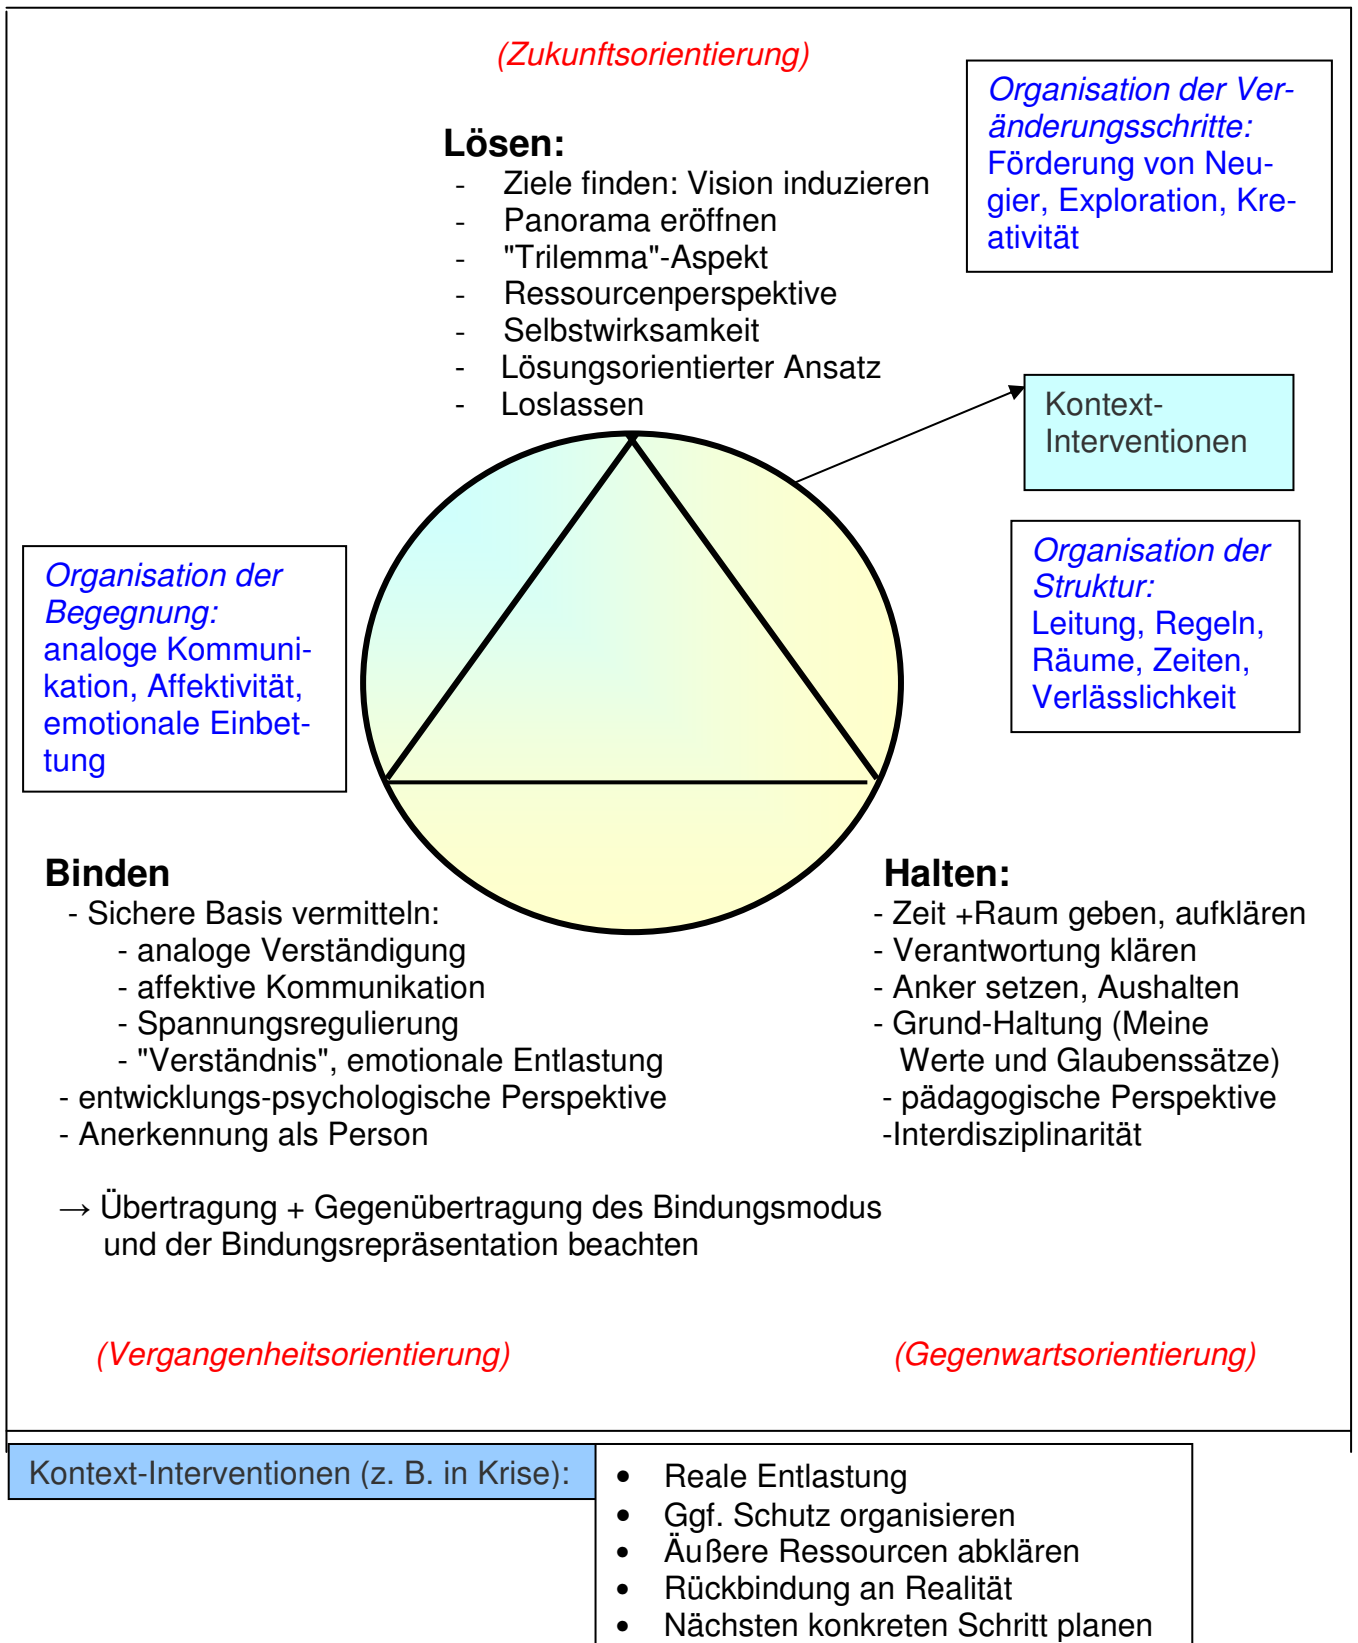 (Zukunftsorientierung)
Organisation der Ver-
änderungsschritte:
Förderung von Neu-
gier, Exploration, Kre-
ativität
Lösen:
- Ziele finden: Vision induzieren
- Panorama eröffnen
- "Trilemma"-Aspekt
- Ressourcenperspektive
- Selbstwirksamkeit
- Lösungsorientierter Ansatz
- Loslassen
Kontext-
Interventionen
Organisation der
Begegnung:
analoge Kommuni-
kation, Affektivität,
emotionale Einbet-
tung
Organisation der
Struktur:
Leitung, Regeln,
Räume, Zeiten,
Verlässlichkeit
Binden
- Sichere Basis vermitteln:
- analoge Verständigung
- affektive Kommunikation
- Spannungsregulierung
- "Verständnis", emotionale Entlastung
- entwicklungs-psychologische Perspektive
- Anerkennung als Person
→ Übertragung + Gegenübertragung des Bindungsmodus
und der Bindungsrepräsentation beachten
Halten:
- Zeit +Raum geben, aufklären
- Verantwortung klären
- Anker setzen, Aushalten
- Grund-Haltung (Meine
Werte und Glaubenssätze)
- pädagogische Perspektive
-Interdisziplinarität
(Vergangenheitsorientierung)
(Gegenwartsorientierung)
Kontext-Interventionen (z. B. in Krise):
• Reale Entlastung
• Ggf. Schutz organisieren
• Äußere Ressourcen abklären
• Rückbindung an Realität
• Nächsten konkreten Schritt planen